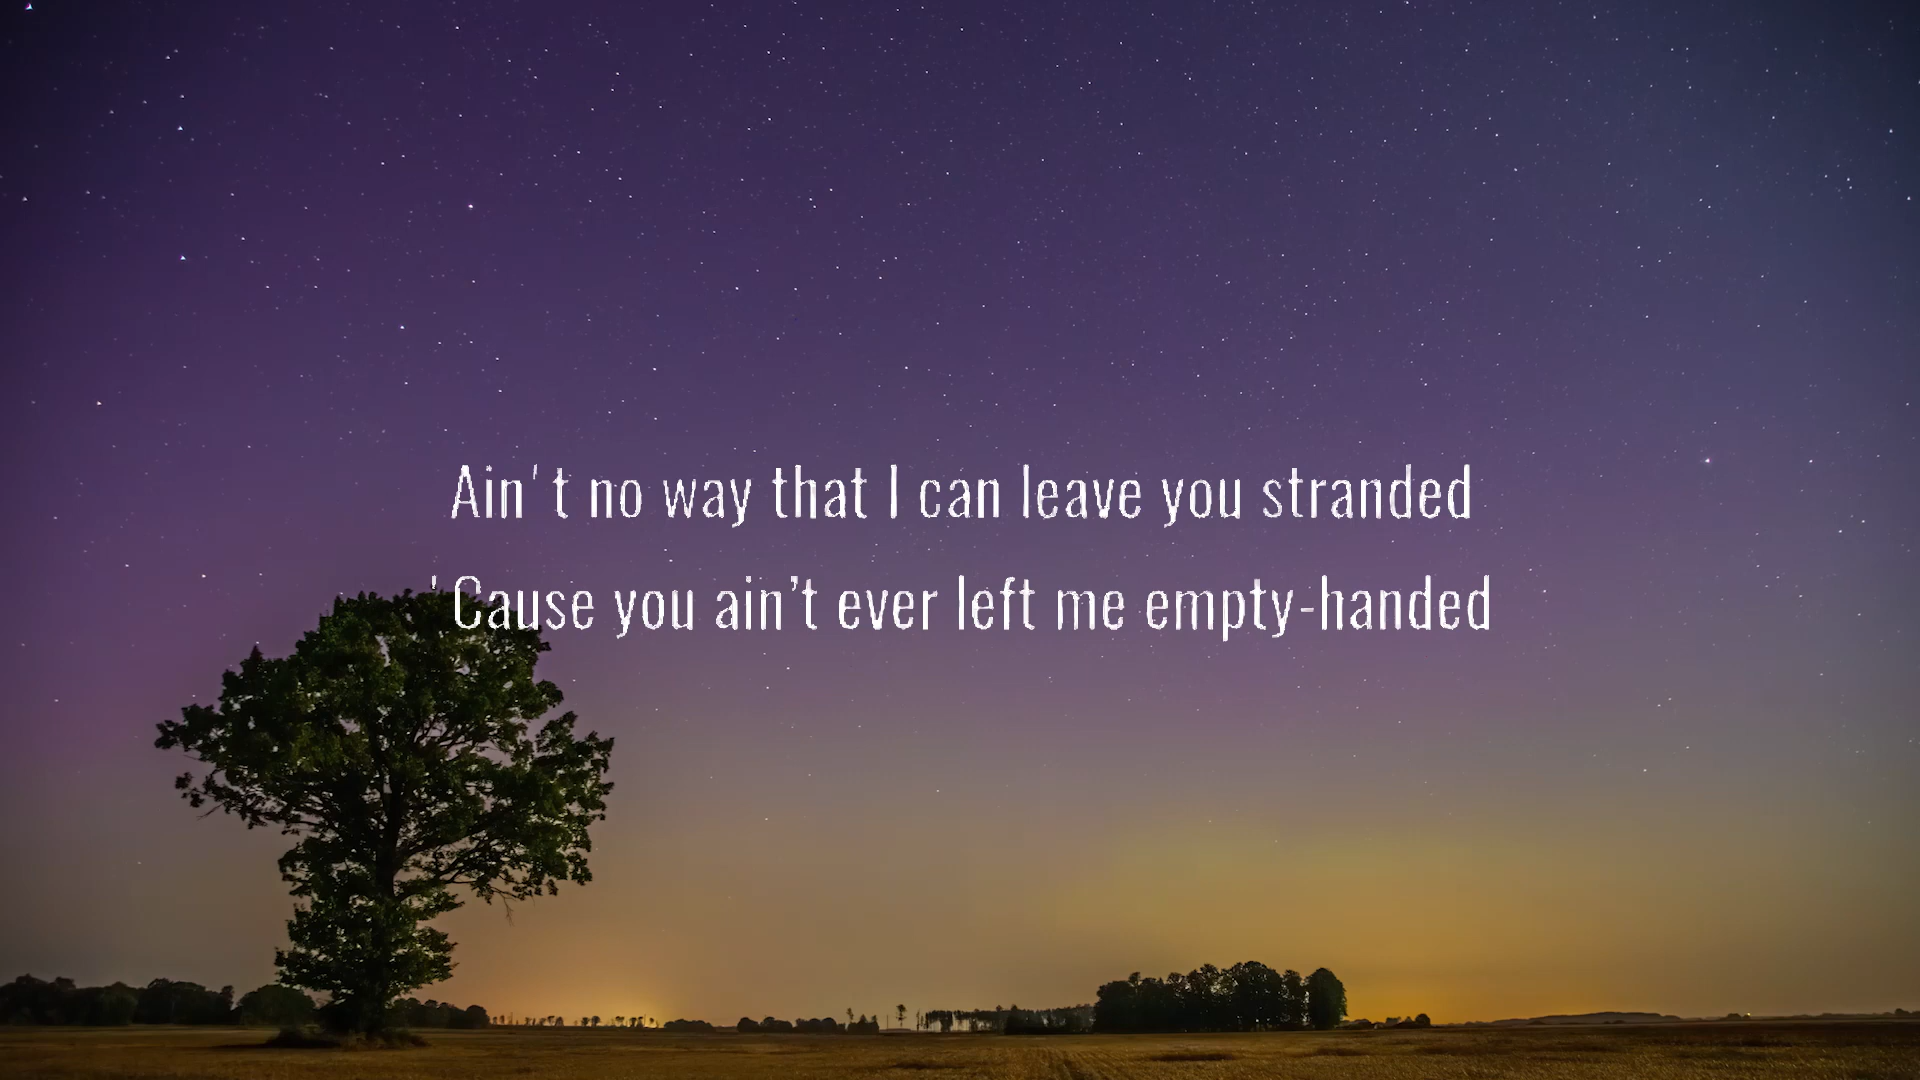 Ain't no way that I can leave you stranded
'Cause you ain’t ever left me empty-handed